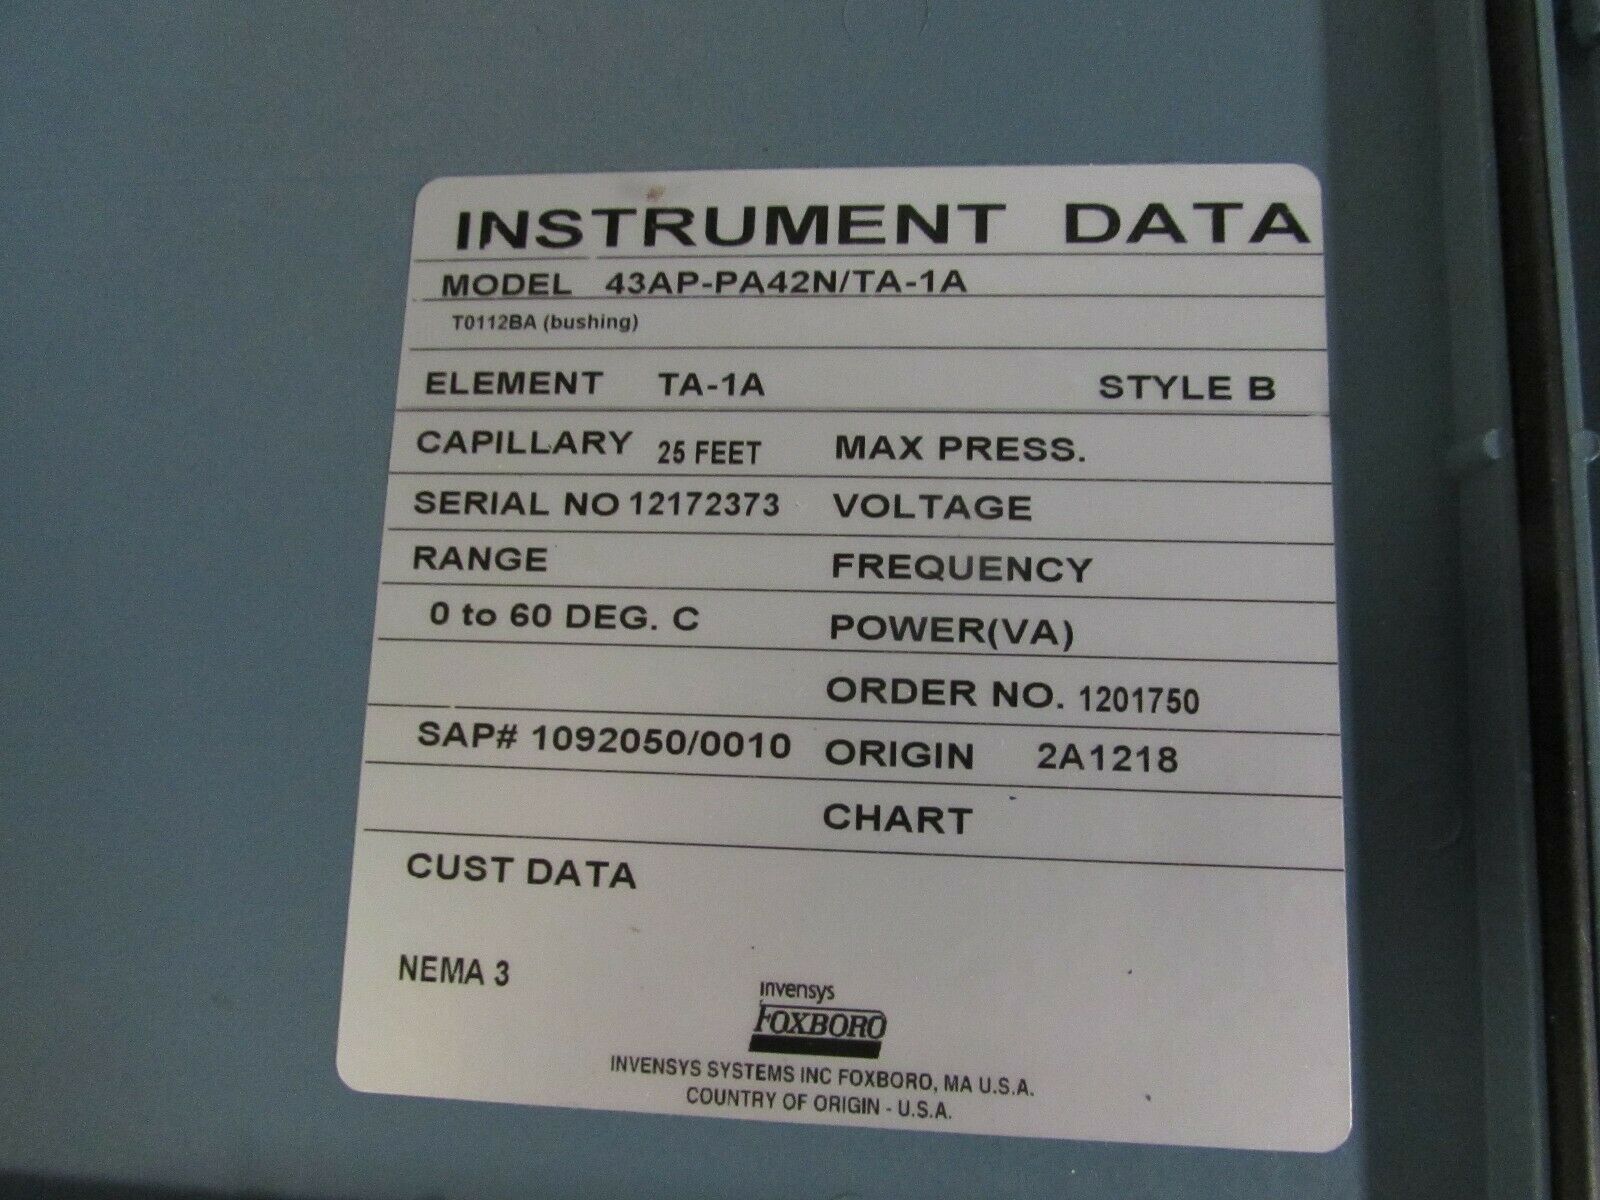 INSTRUMENT DATA
MODEL 43AP-PA42N/TA-1A
T0112BA (bushing)
ELEMENT TA-1A STYLE B
CAPILLARY 25 FEET MAX PRESS.
SERIAL NO 12172373 VOLTAGE
RANGE FREQUENCY
0 to 60 DEG. C POWER(VA)
ORDER NO. 1201750
SAP# 1092050/0010 ORIGIN 2A1218
CHART
CUST DATA
NEMA 3
invensys
FOXBORO
INVENSYS SYSTEMS INC FOXBORO, MA U.S.A.
COUNTRY OF ORIGIN - U.S.A.